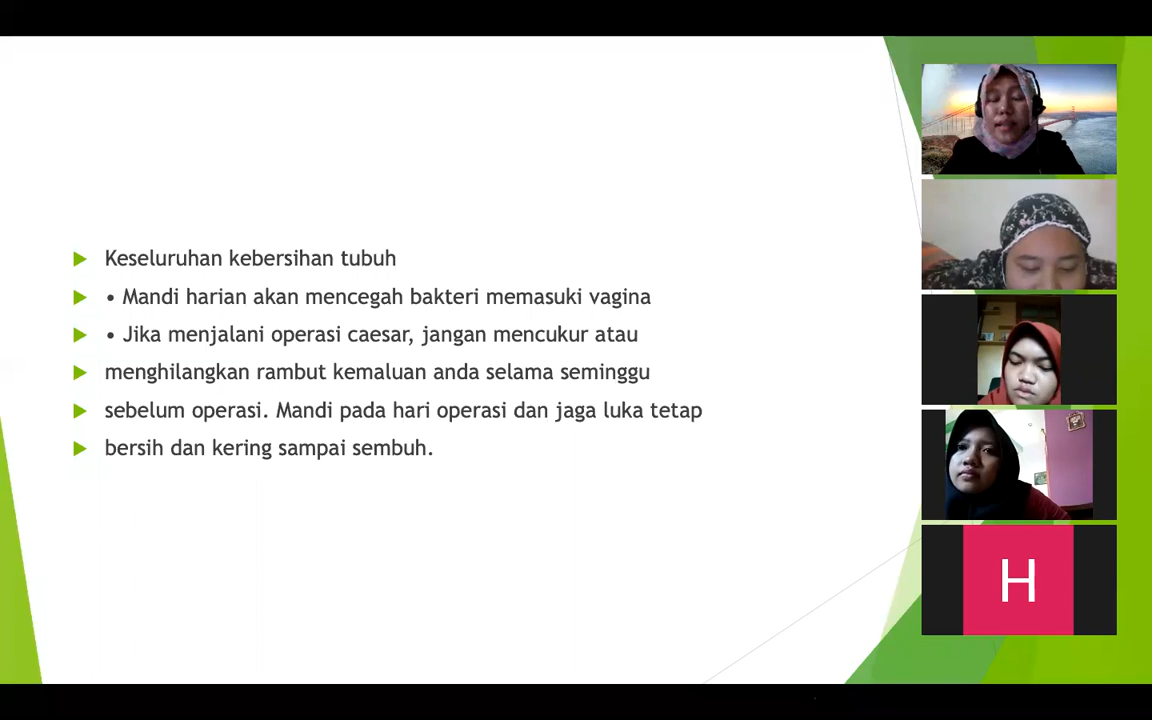 Keseluruhan kebersihan tubuh
• Mandi harian akan mencegah bakteri memasuki vagina
• Jika menjalani operasi caesar, jangan mencukur atau
menghilangkan rambut kemaluan anda selama seminggu
sebelum operasi. Mandi pada hari operasi dan jaga luka tetap
bersih dan kering sampai sembuh.
H